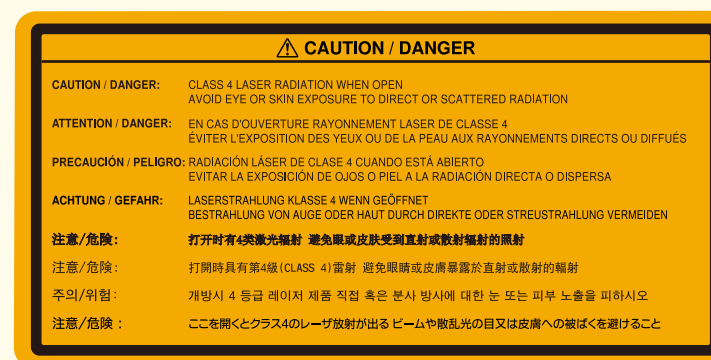 ⚠ CAUTION / DANGER
CAUTION / DANGER: CLASS 4 LASER RADIATION WHEN OPEN
AVOID EYE OR SKIN EXPOSURE TO DIRECT OR SCATTERED RADIATION
ATTENTION / DANGER: EN CAS D'OUVERTURE RAYONNEMENT LASER DE CLASSE 4
ÉVITER L'EXPOSITION DES YEUX OU DE LA PEAU AUX RAYONNEMENTS DIRECTS OU DIFFUÉS
PRECAUCIÓN / PELIGRO: RADIACIÓN LÁSER DE CLASE 4 CUANDO ESTÁ ABIERTO
EVITAR LA EXPOSICIÓN DE OJOS O PIEL A LA RADIACIÓN DIRECTA O DISPERSA
ACHTUNG / GEFAHR: LASERSTRAHLUNG KLASSE 4 WENN GEÖFFNET
BESTRAHLUNG VON AUGE ODER HAUT DURCH DIREKTE ODER STREUSTRAHLUNG VERMEIDEN
注意/危险: 打开时有4类激光辐射 避免眼或皮肤受到直射或散射辐射的照射
注意/危險: 打開時具有第4級(CLASS 4)雷射 避免眼睛或皮膚暴露於直射或散射的輻射
주의/위험: 개방시 4 등급 레이저 제품 직접 혹은 분사 방사에 대한 눈 또는 피부 노출을 피하시오
注意/危険: ここを開くとクラス4のレーザ放射が出る ビームや散乱光の目又は皮膚への被ばくを避けること